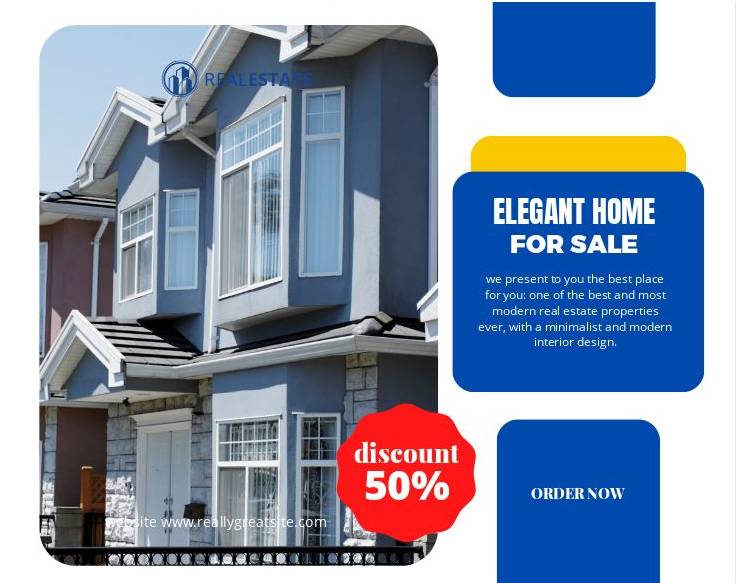 REALESTATE
ELEGANT HOME
FOR SALE
we present to you the best place
for you: one of the best and most
modern real estate properties
ever, with a minimalist and modern
interior design.
discount
50%
ORDER NOW
website www.reallygreatsite.com